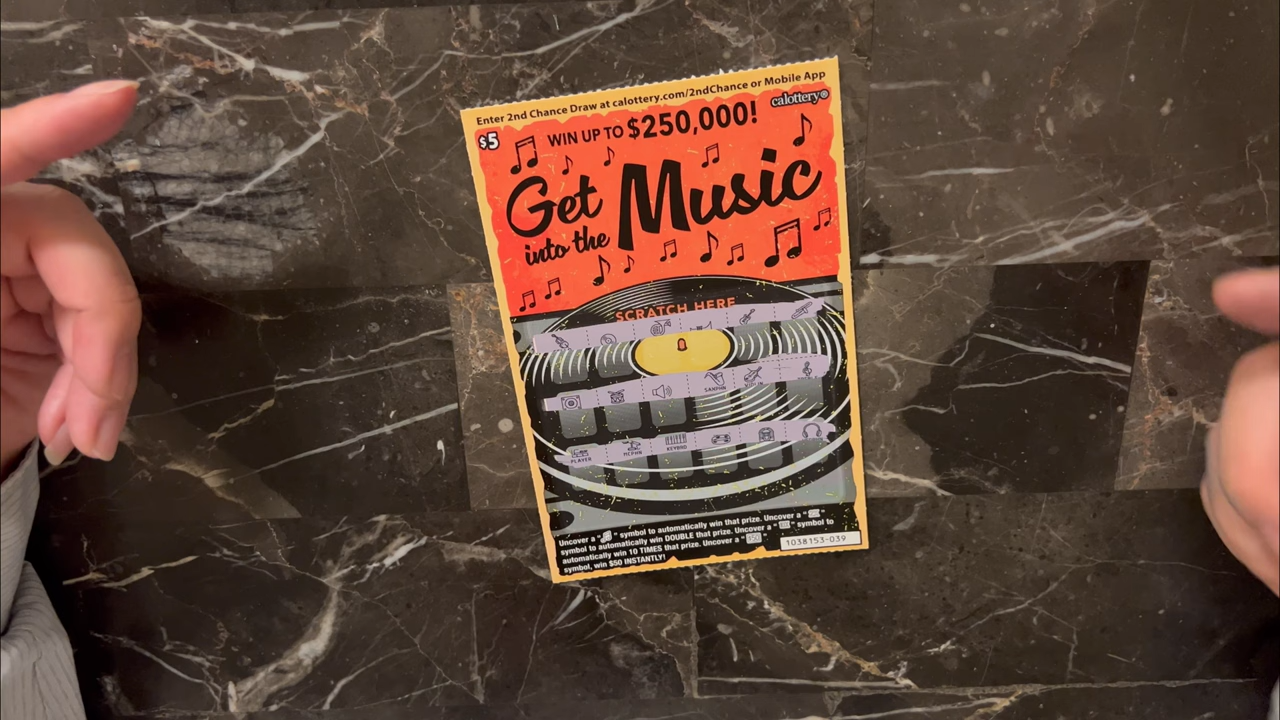 Enter 2nd Chance Draw at calottery.com/2ndChance or Mobile App
$5
WIN UP TO $250,000!
calottery
Get
into the
Music
SCRATCH HERE
SAXPHN
VIOLIN
PLAYER
MCPHN
KEYBRD
Uncover a " " symbol to automatically win that prize. Uncover a " "
symbol to automatically win DOUBLE that prize. Uncover a " " symbol to
automatically win 10 TIMES that prize. Uncover a " "
symbol, win $50 INSTANTLY!
1038153-039